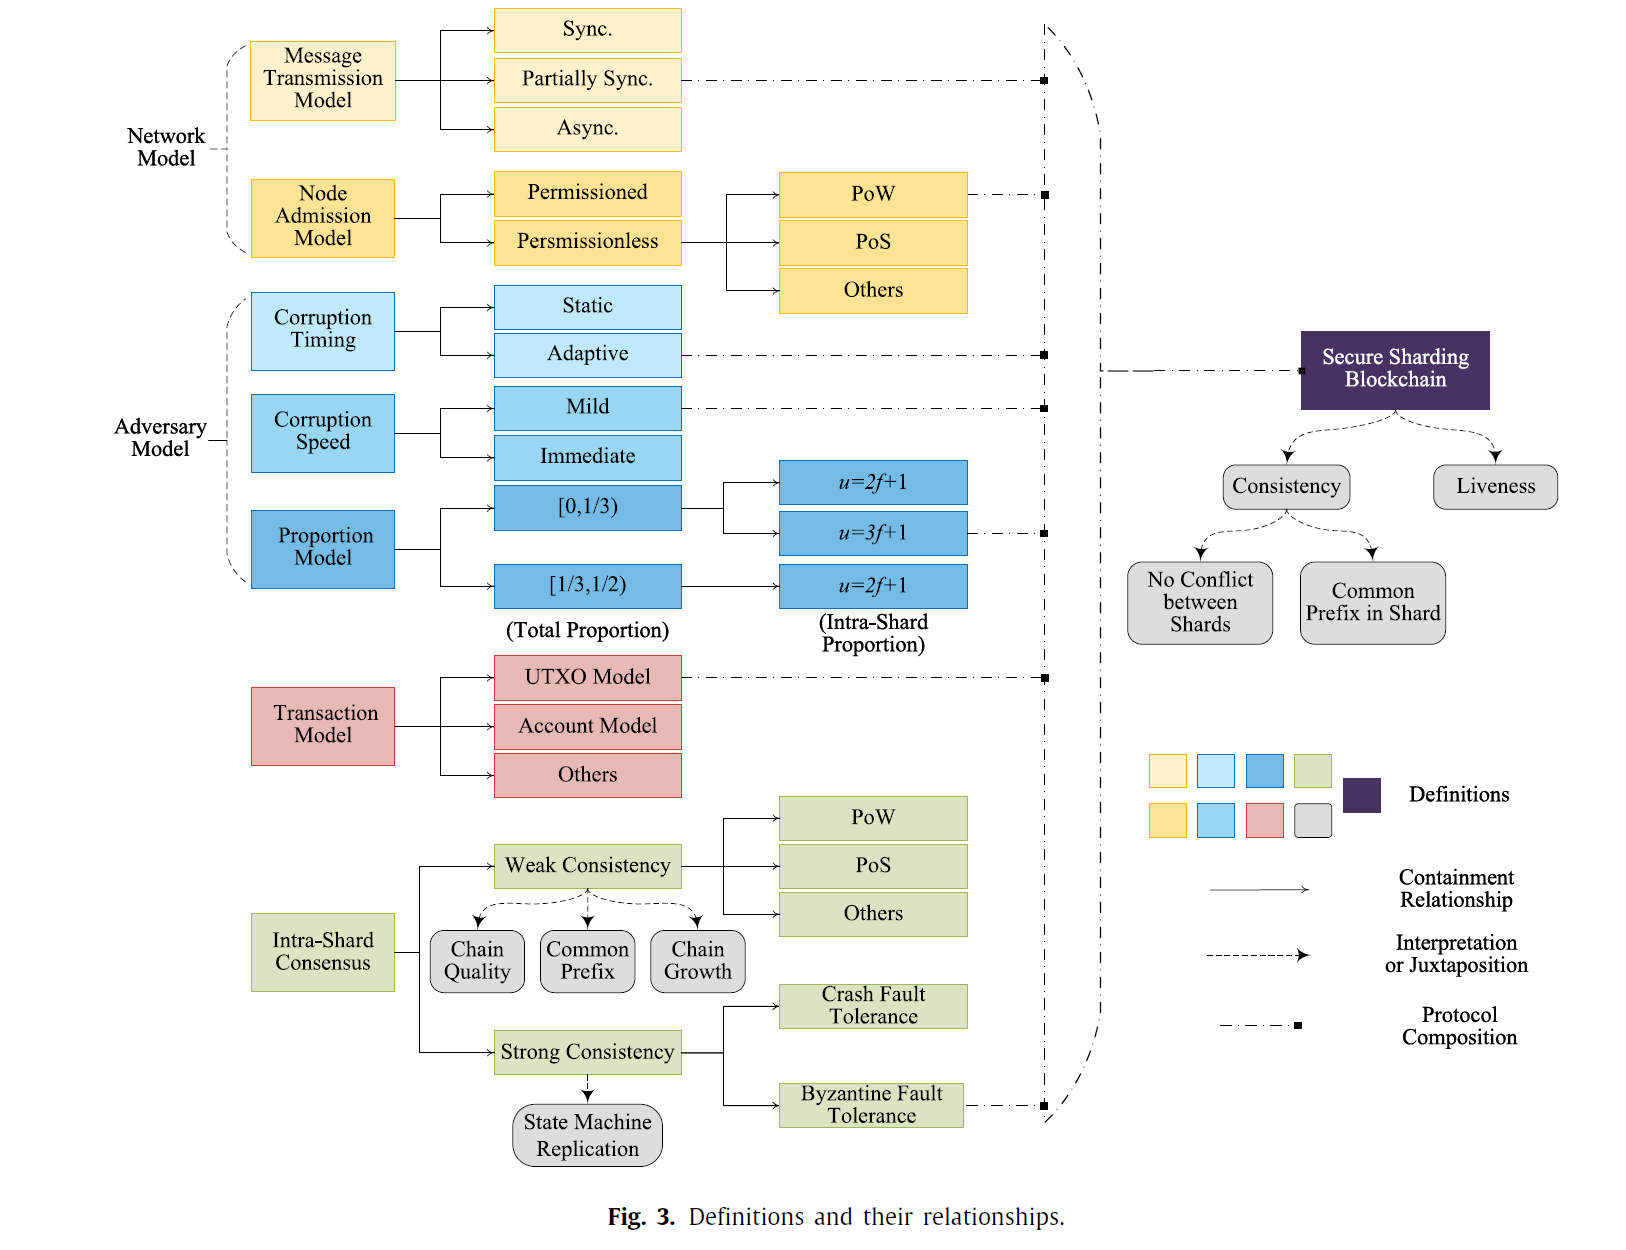 Network
Model
Message
Transmission
Model
Sync.
Partially Sync.
Async.
Node
Admission
Model
Permissioned
Persmissionless
PoW
PoS
Others
Adversary
Model
Corruption
Timing
Static
Adaptive
Corruption
Speed
Mild
Immediate
Proportion
Model
[0,1/3)
u=2f+1
u=3f+1
[1/3,1/2)
u=2f+1
(Total Proportion)
(Intra-Shard
Proportion)
Transaction
Model
UTXO Model
Account Model
Others
Intra-Shard
Consensus
Weak Consistency
PoW
PoS
Others
Chain
Quality
Common
Prefix
Chain
Growth
Strong Consistency
Crash Fault
Tolerance
Byzantine Fault
Tolerance
State Machine
Replication
Secure Sharding
Blockchain
Consistency
Liveness
No Conflict
between
Shards
Common
Prefix in Shard
Definitions
Containment
Relationship
Interpretation
or Juxtaposition
Protocol
Composition
Fig. 3. Definitions and their relationships.